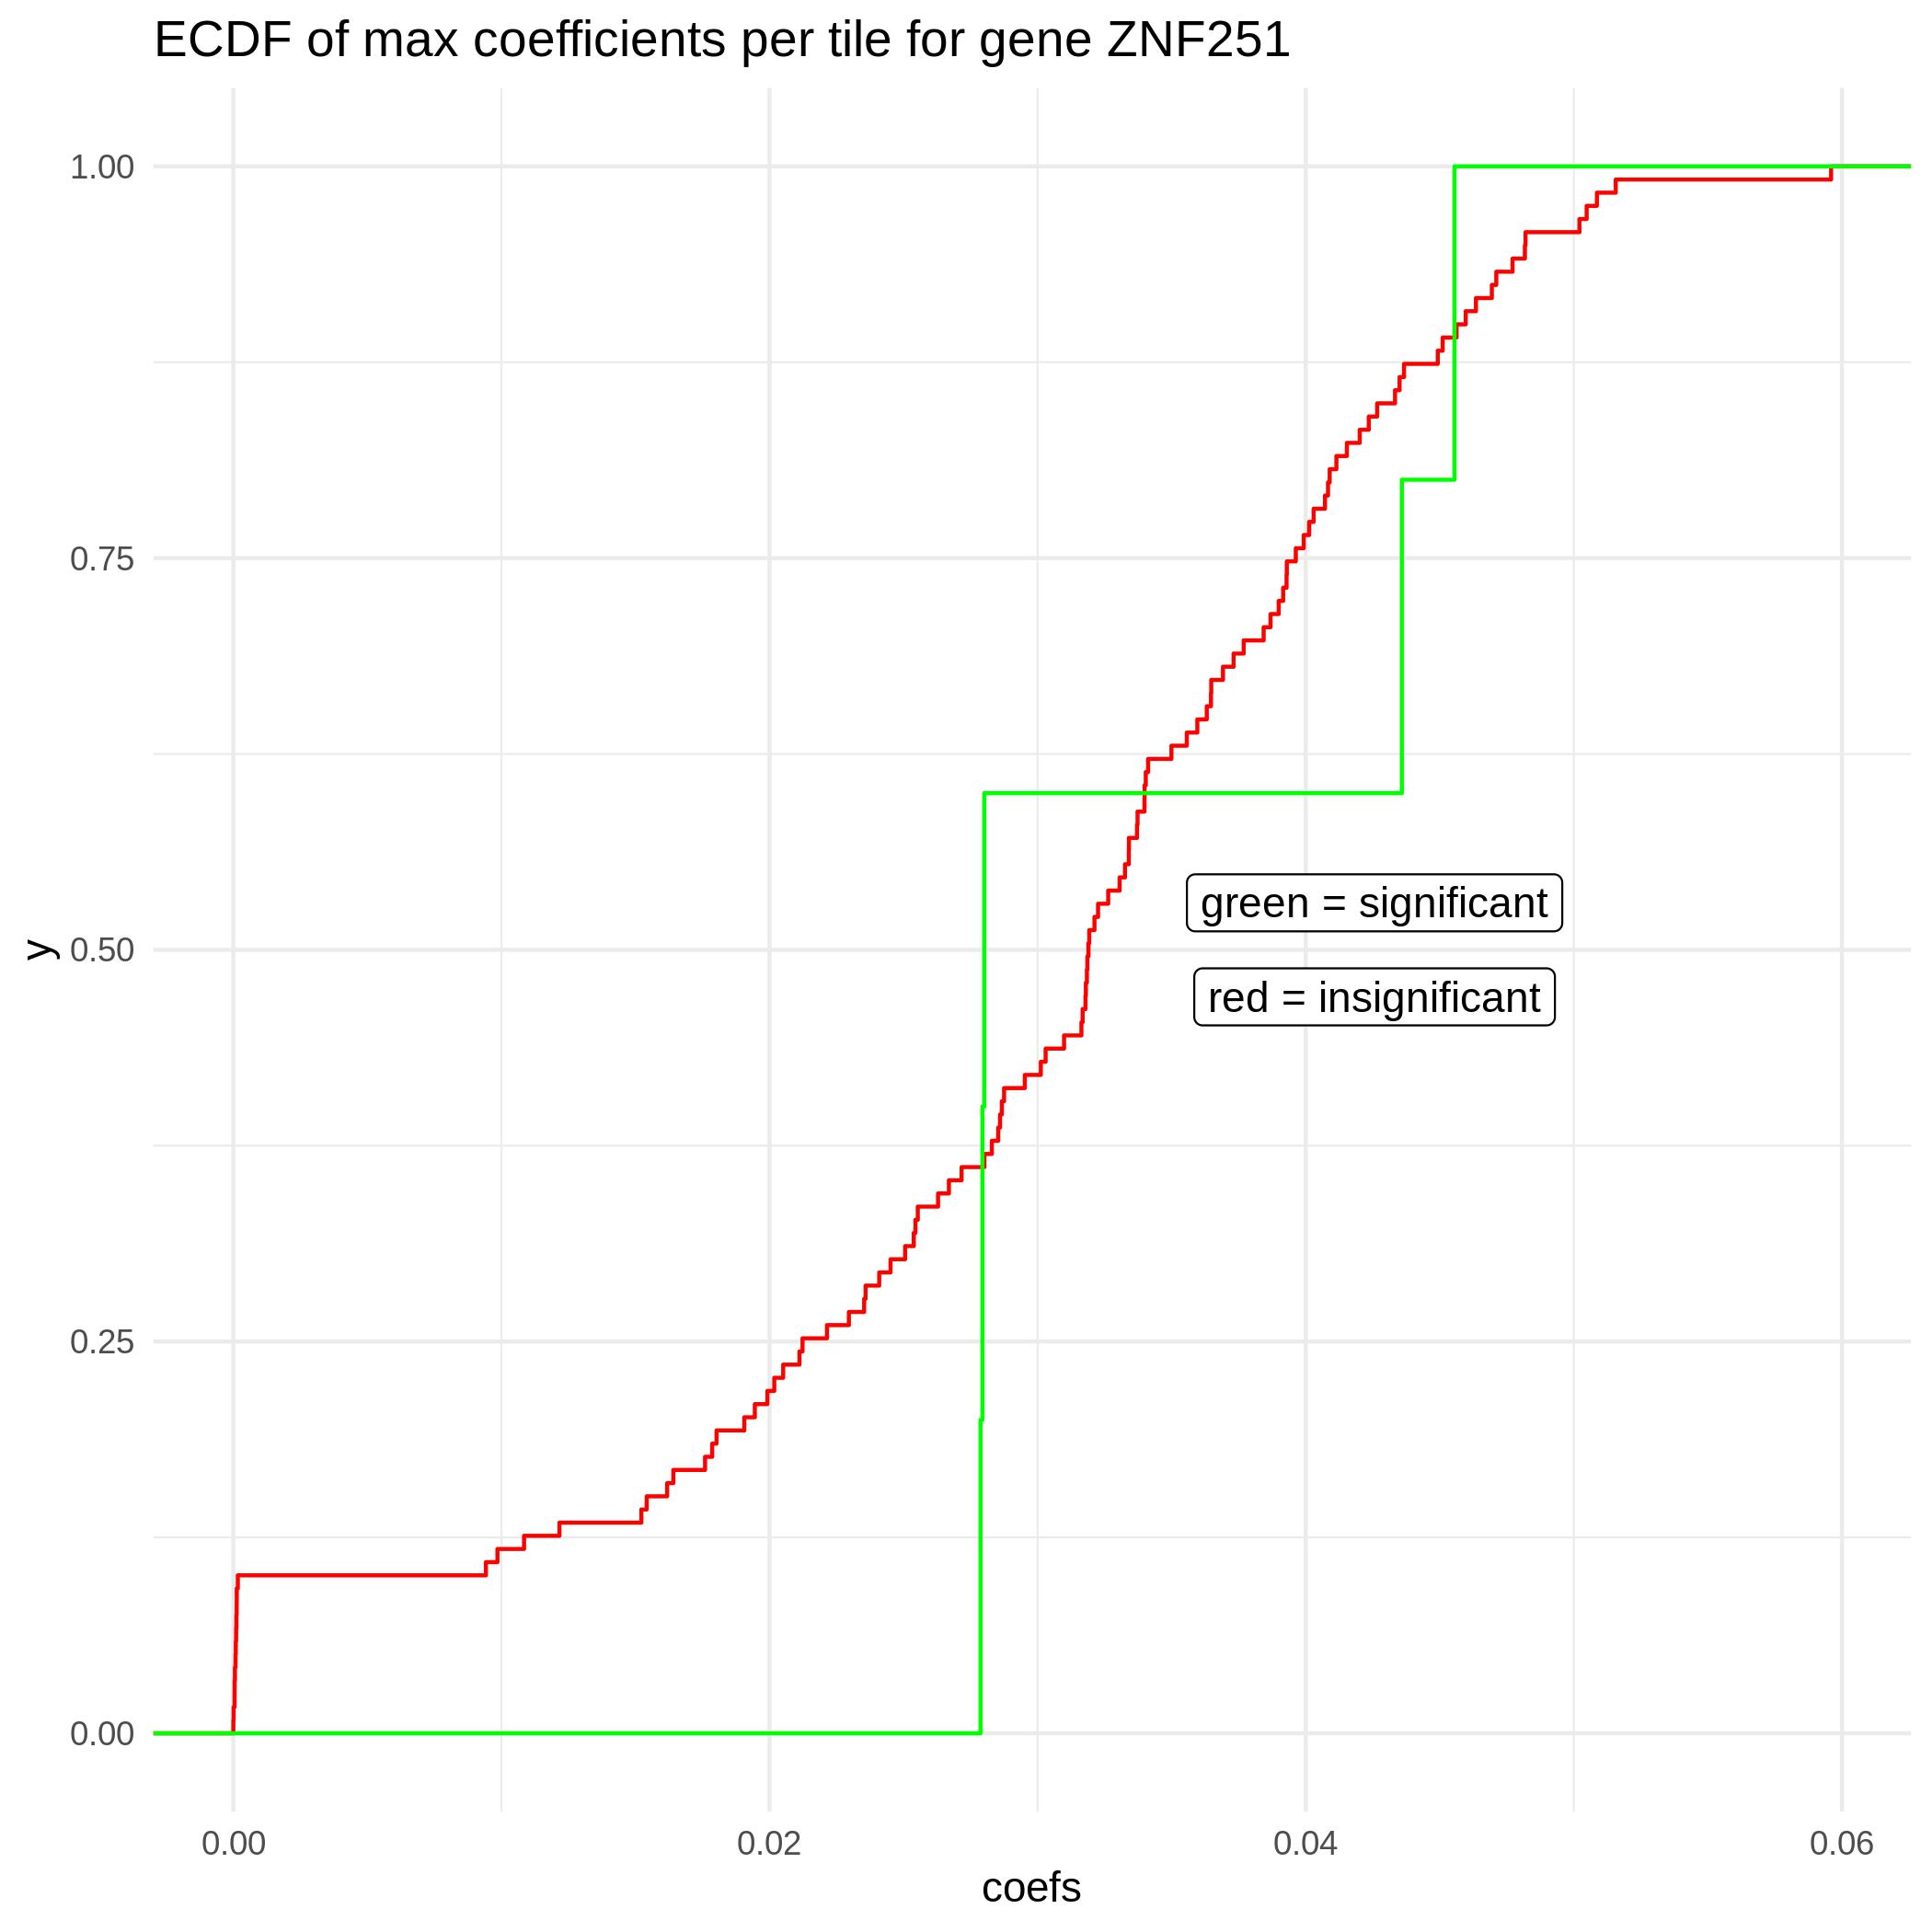 ECDF of max coefficients per tile for gene ZNF251
1.00
0.75
0.50
0.25
0.00
y
green = significant
red = insignificant
0.00 0.02 0.04 0.06
coefs